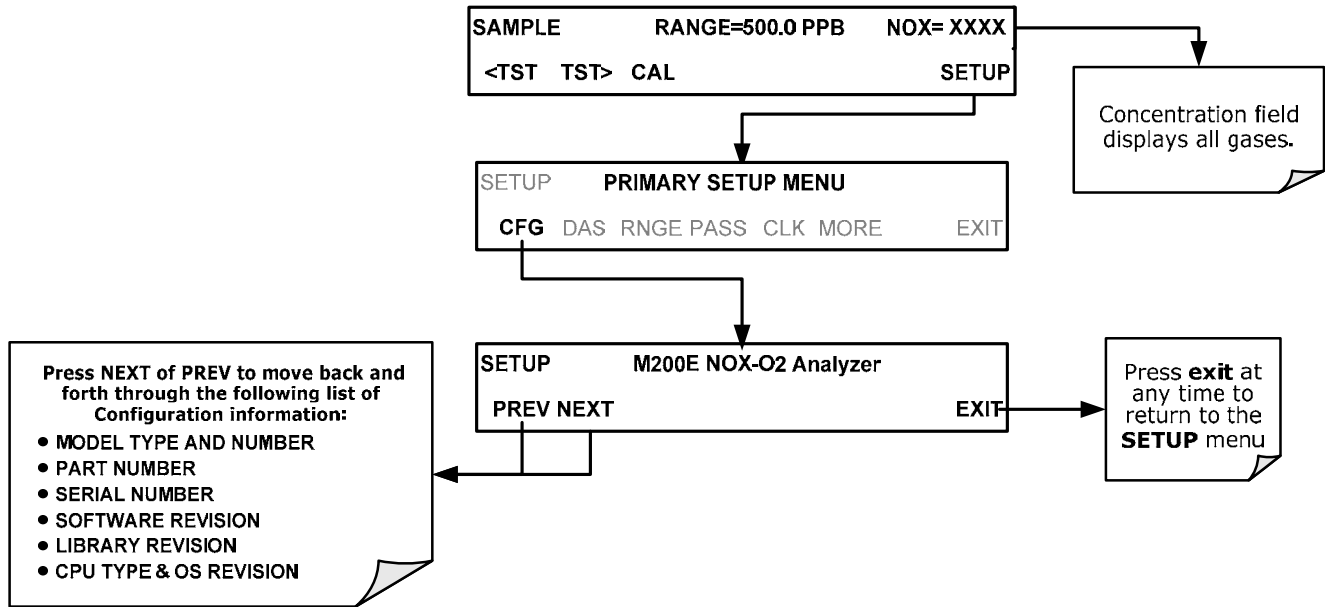 SAMPLE RANGE=500.0 PPB NOX= XXXX
<TST TST> CAL SETUP
Concentration field
displays all gases.
SETUP PRIMARY SETUP MENU
CFG DAS RNGE PASS CLK MORE EXIT
SETUP M200E NOX-O2 Analyzer
PREV NEXT EXIT
Press NEXT of PREV to move back and
forth through the following list of
Configuration information:
● MODEL TYPE AND NUMBER
● PART NUMBER
● SERIAL NUMBER
● SOFTWARE REVISION
● LIBRARY REVISION
● CPU TYPE & OS REVISION
Press exit at
any time to
return to the
SETUP menu